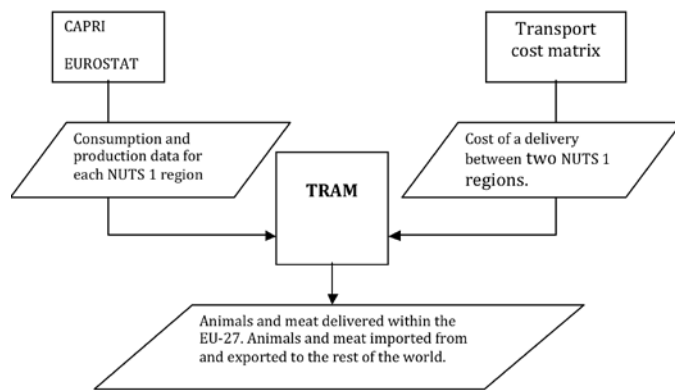 CAPRI
EUROSTAT
Transport
cost matrix
Consumption and
production data for
each NUTS 1 region
Cost of a delivery
between two NUTS 1
regions.
TRAM
Animals and meat delivered within the
EU-27. Animals and meat imported from
and exported to the rest of the world.